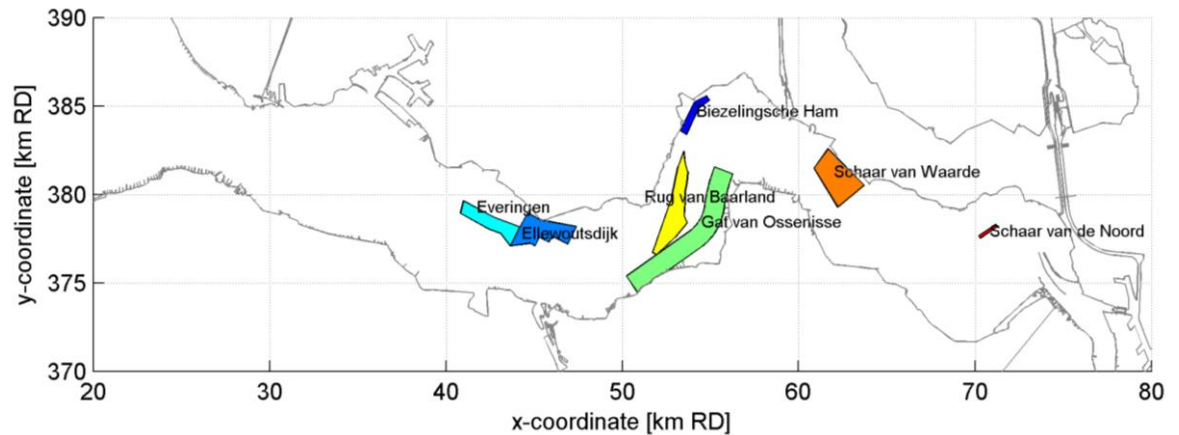 390
385
380
375
370
y-coordinate [km RD]
Biezelingsche Ham
Schaar van Waarde
Rug van Baarland
Everingen
Gat van Ossenisse
Ellewoutsdijk
Schaar van de Noord
20 30 40 50 60 70 80
x-coordinate [km RD]